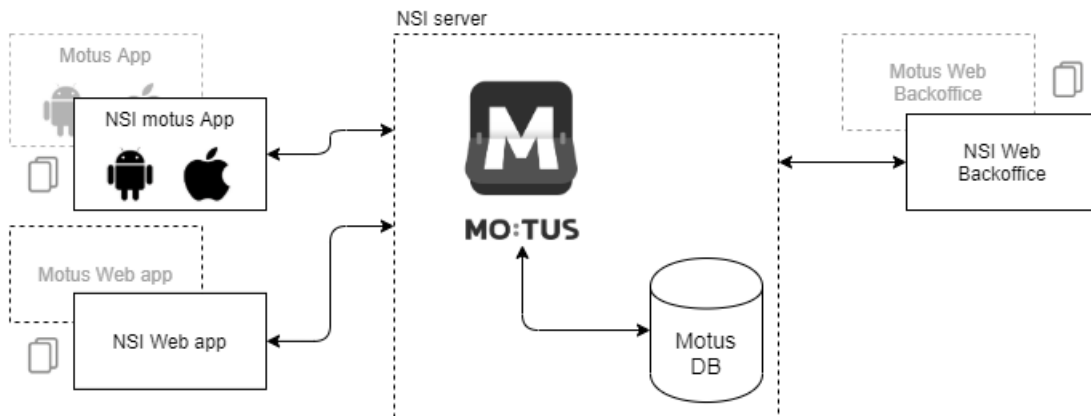 NSI server
Motus App
NSI motus App
Motus Web app
NSI Web app
M
MO:TUS
Motus
DB
Motus Web
Backoffice
NSI Web
Backoffice